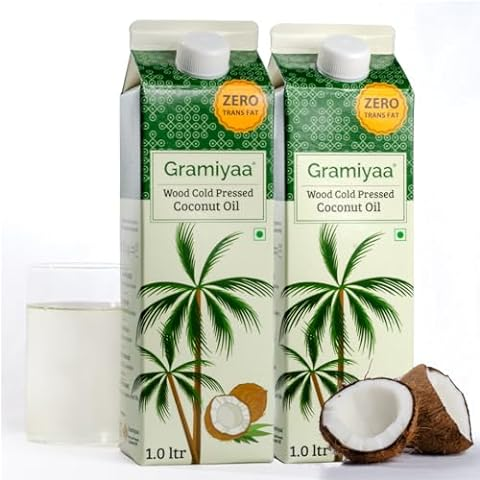 ZERO
TRANS FAT
Gramiyaa®
Wood Cold Pressed
Coconut Oil
1.0 ltr
ZERO
TRANS FAT
Gramiyaa®
Wood Cold Pressed
Coconut Oil
1.0 ltr